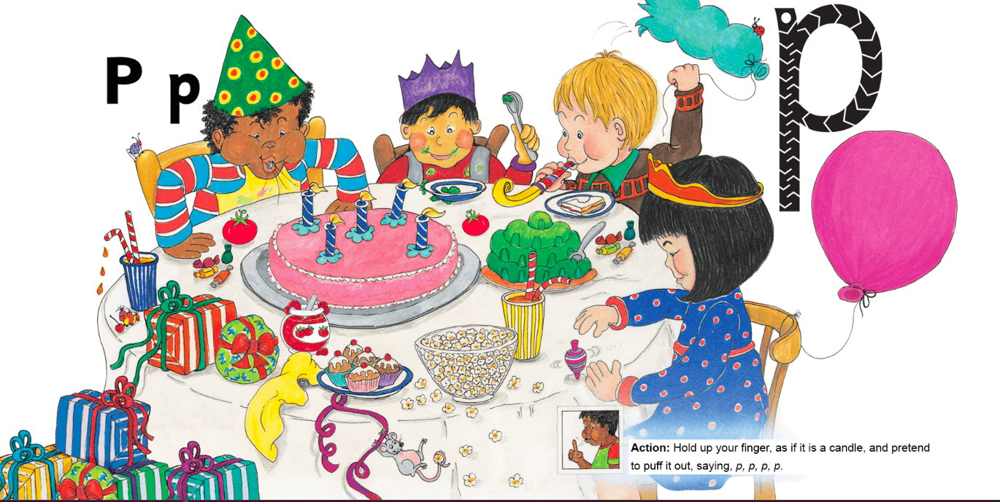 P p
p
Action: Hold up your finger, as if it is a candle, and pretend
to puff it out, saying, p, p, p, p.